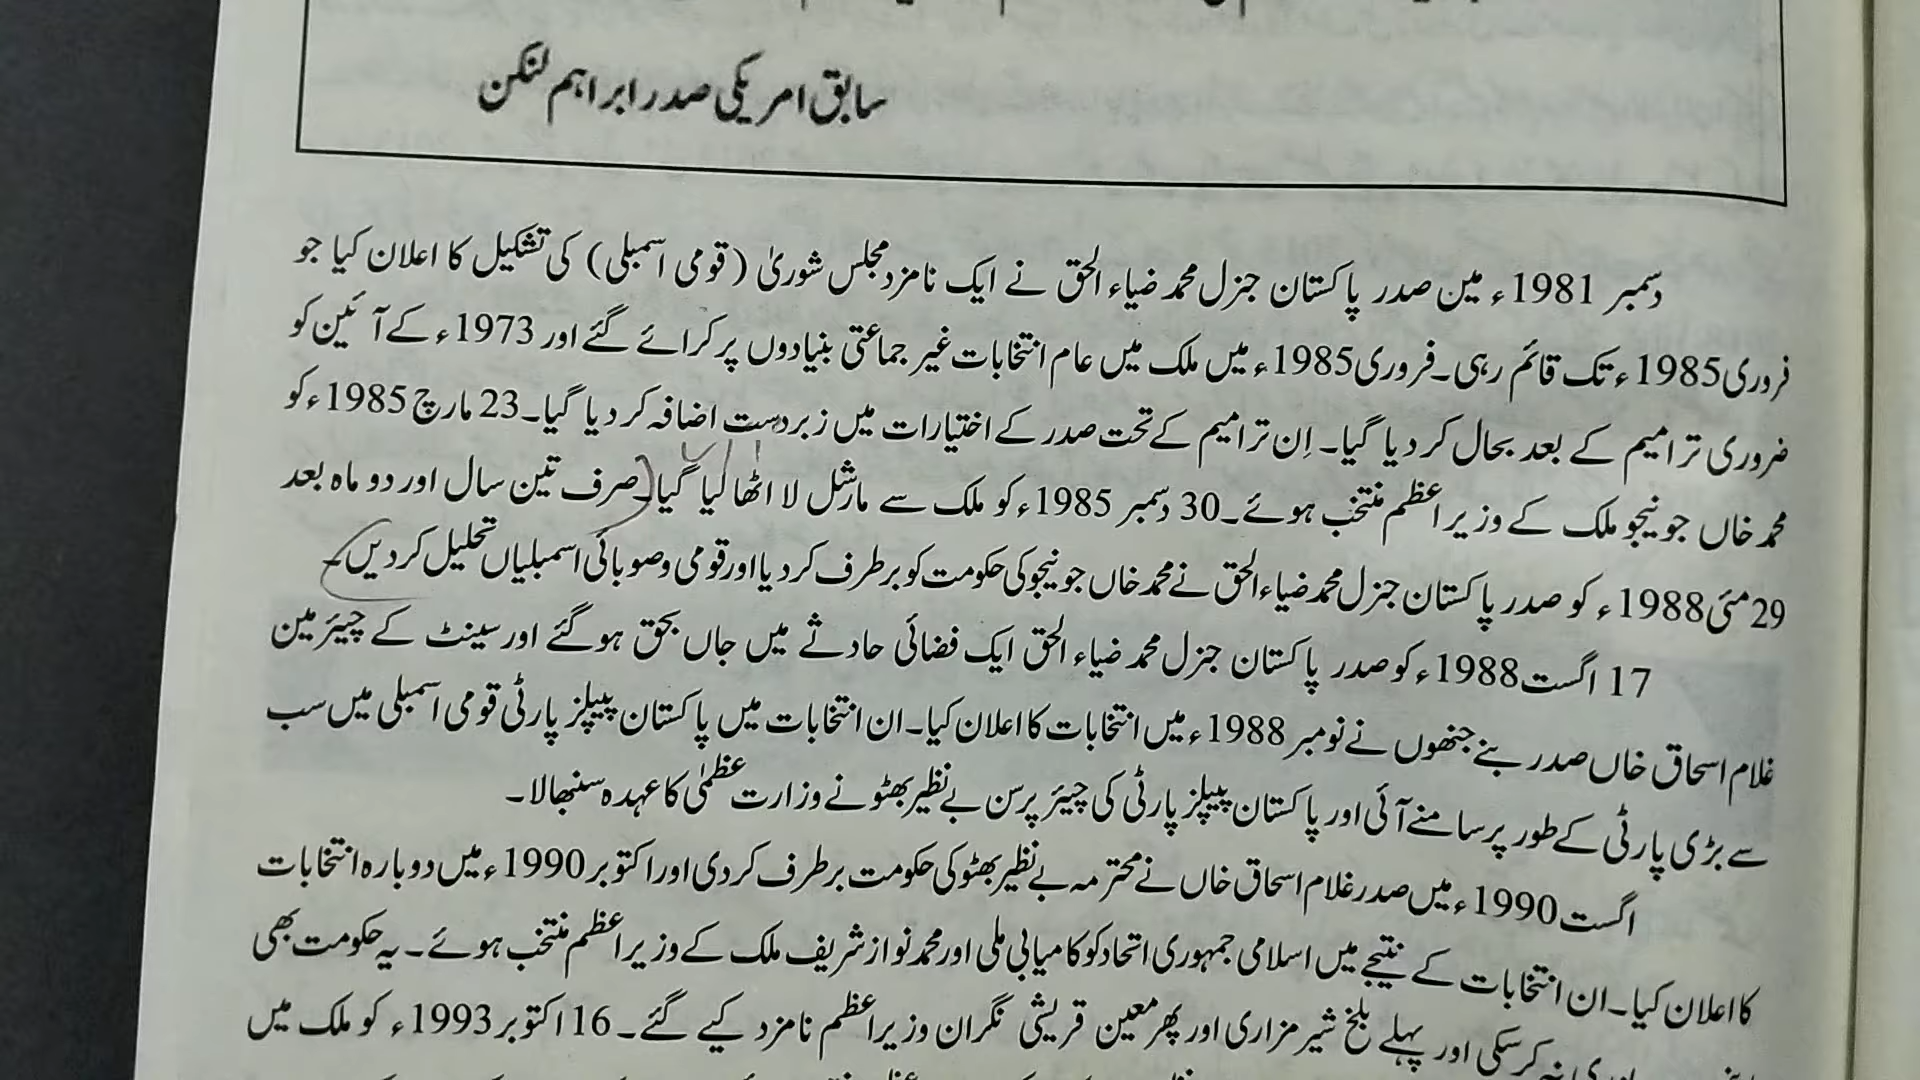 سابق امریکی صدر ابراہم لنکن
دسمبر 1981ء مین صدر پاکستان جنرل محمد ضیاء الحق نے ایک نامزد مجلس شوریٰ (قومی اسمبلی) کی تشکیل کا اعلان کیا جو
فروری 1985ء تک قائم رہی۔ فروری 1985ء میں ملک میں عام انتخابات غیر جماعتی بنیادوں پر کرائے گئے اور 1973ء کے آئین کو
ضروری ترامیم کے بعد بحال کر دیا گیا۔ اِن ترامیم کے تحت صدر کے اختیارات میں زبردست اضافہ کر دیا گیا۔ 23 مارچ 1985ء کو
محمد خاں جونیجو ملک کے وزیر اعظم منتخب ہوئے۔ 30 دسمبر 1985ء کو ملک سے مارشل لا اٹھا لیا گیا۔ صرف تین سال اور دو ماہ بعد
29 مئی 1988ء کو صدر پاکستان جنرل محمد ضیاء الحق نے محمد خاں جونیجو کی حکومت کو برطرف کر دیا اور قومی و صوبائی اسمبلیاں تحلیل کر دیں۔
17 اگست 1988ء کو صدر پاکستان جنرل محمد ضیاء الحق ایک فضائی حادثے میں جاں بحق ہو گئے اور سینٹ کے چیئرمین
غلام اسحاق خاں صدر بنے جنھوں نے نومبر 1988ء میں انتخابات کا اعلان کیا۔ ان انتخابات میں پاکستان پیپلز پارٹی قومی اسمبلی میں سب
سے بڑی پارٹی کے طور پر سامنے آئی اور پاکستان پیپلز پارٹی کی چیئر پرسن بے نظیر بھٹو نے وزارت عظمٰی کا عہدہ سنبھالا۔
اگست 1990ء میں صدر غلام اسحاق خاں نے محترمہ بے نظیر بھٹو کی حکومت برطرف کر دی اور اکتوبر 1990ء میں دوبارہ انتخابات
کا اعلان کیا۔ ان انتخابات کے نتیجے میں اسلامی جمہوری اتحاد کو کامیابی ملی اور محمد نواز شریف ملک کے وزیر اعظم منتخب ہوئے۔ یہ حکومت بھی
نہ کر سکی اور پہلے بلخ شیر مزاری اور پھر معین قریشی نگران وزیراعظم نامزد کیے گئے۔ 16 اکتوبر 1993ء کو ملک میں